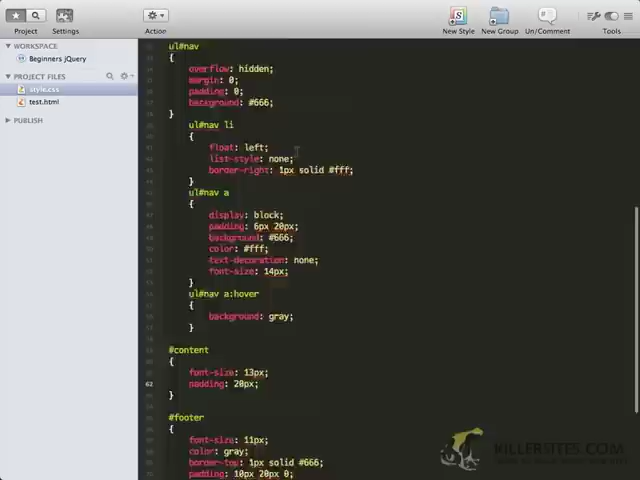 Project
Settings
New Style
New Group
Un/Comment
Tools
WORKSPACE
Beginners jQuery
PROJECT FILES
style.css
test.html
PUBLISH
ul#nav
{
overflow: hidden;
margin: 0;
padding: 0;
background: #666;
}
ul#nav li
{
float: left;
list-style: none;
border-right: 1px solid #fff;
}
ul#nav a
{
display: block;
padding: 6px 20px;
background: #666;
color: #fff;
text-decoration: none;
font-size: 14px;
}
ul#nav a:hover
{
background: gray;
}
#content
{
font-size: 13px;
62 padding: 20px;
}
#footer
{
font-size: 11px;
color: gray;
border-top: 1px solid #666;
padding: 10px 20px 0;
KILLERSITES.COM